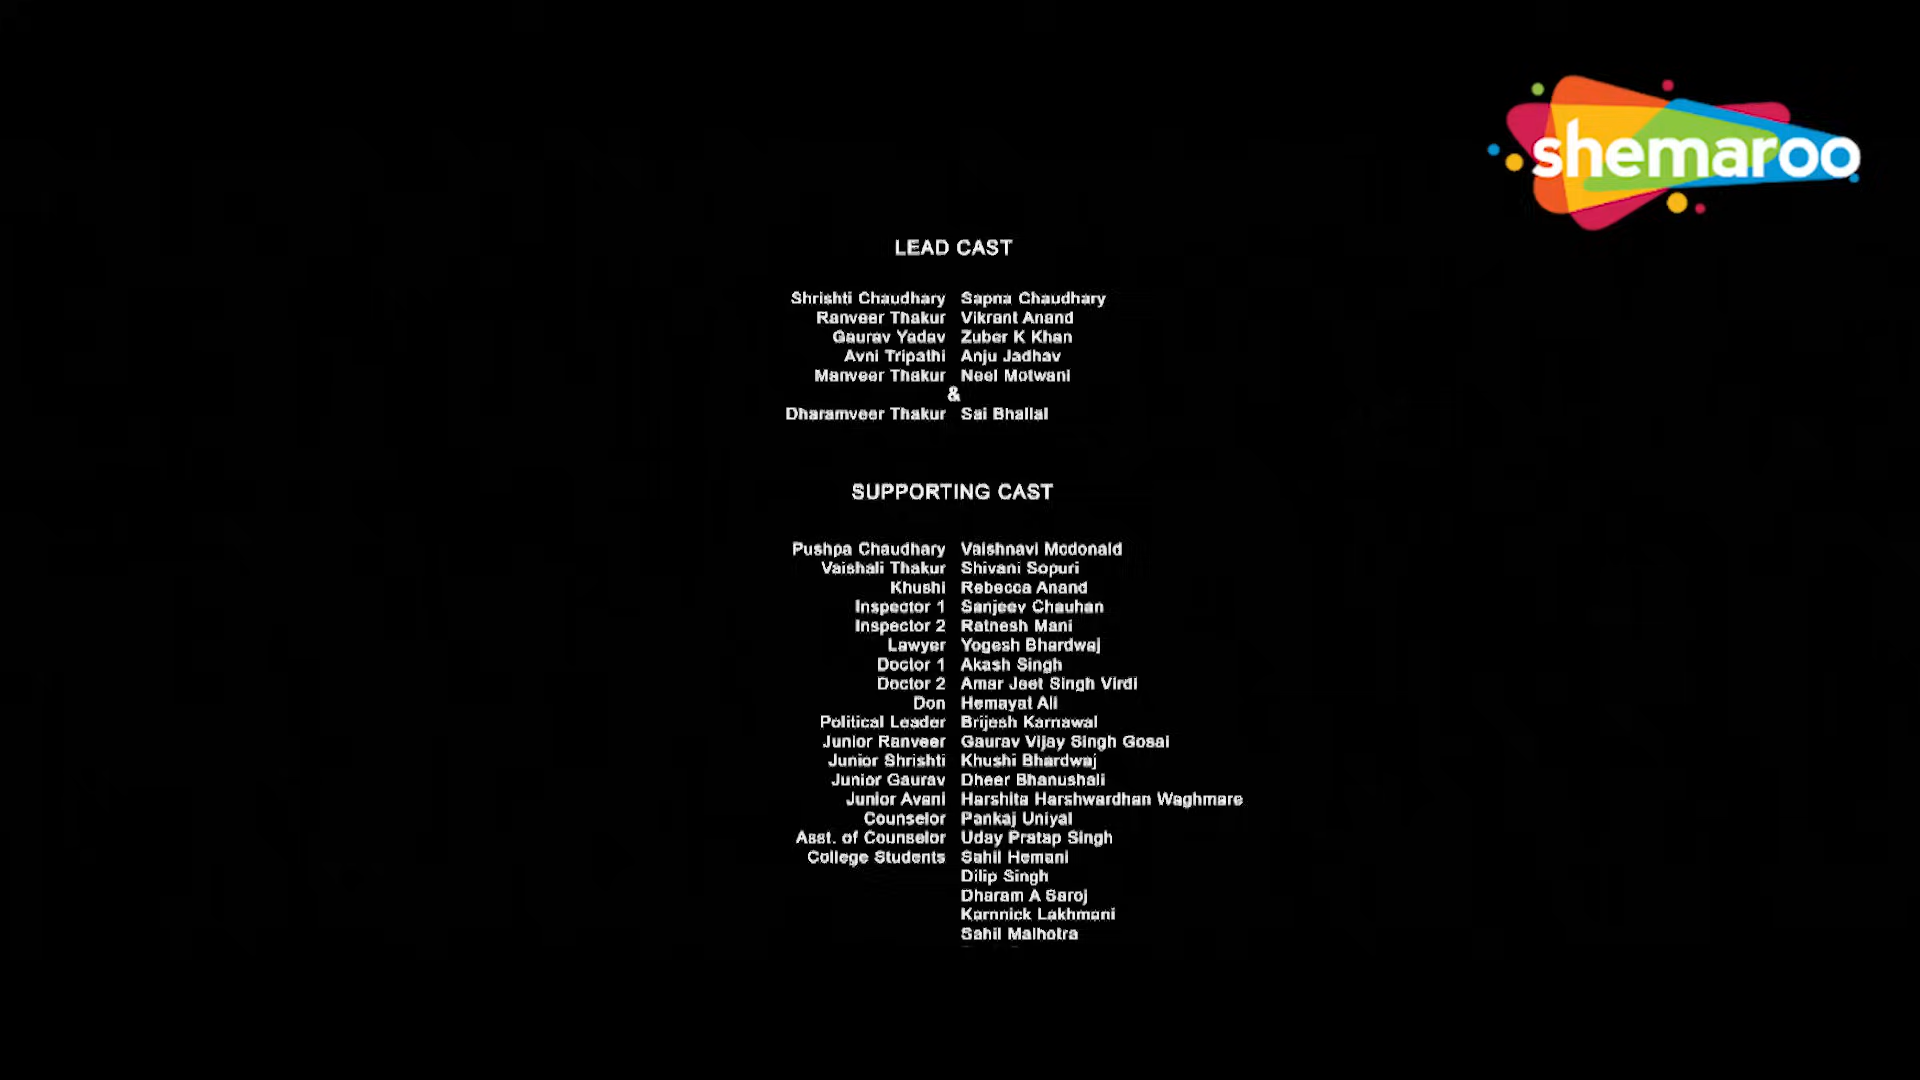 shemaroo
LEAD CAST
Shrishti Chaudhary Sapna Chaudhary
Ranveer Thakur Vikrant Anand
Gaurav Yadav Zuber K Khan
Avni Tripathi Anju Jadhav
Manveer Thakur Neel Motwani
&
Dharamveer Thakur Sai Bhallal
SUPPORTING CAST
Pushpa Chaudhary Vaishnavi Mcdonald
Vaishali Thakur Shivani Sopuri
Khushi Rebecca Anand
Inspector 1 Sanjeev Chauhan
Inspector 2 Ratnesh Mani
Lawyer Yogesh Bhardwaj
Doctor 1 Akash Singh
Doctor 2 Amar Jeet Singh Virdi
Don Hemayat Ali
Political Leader Brijesh Karnawal
Junior Ranveer Gaurav Vijay Singh Gosai
Junior Shrishti Khushi Bhardwaj
Junior Gaurav Dheer Bhanushali
Junior Avani Harshita Harshwardhan Waghmare
Counselor Pankaj Uniyal
Asst. of Counselor Uday Pratap Singh
College Students Sahil Hemani
Dilip Singh
Dharam A Saroj
Karnnick Lakhmani
Sahil Malhotra